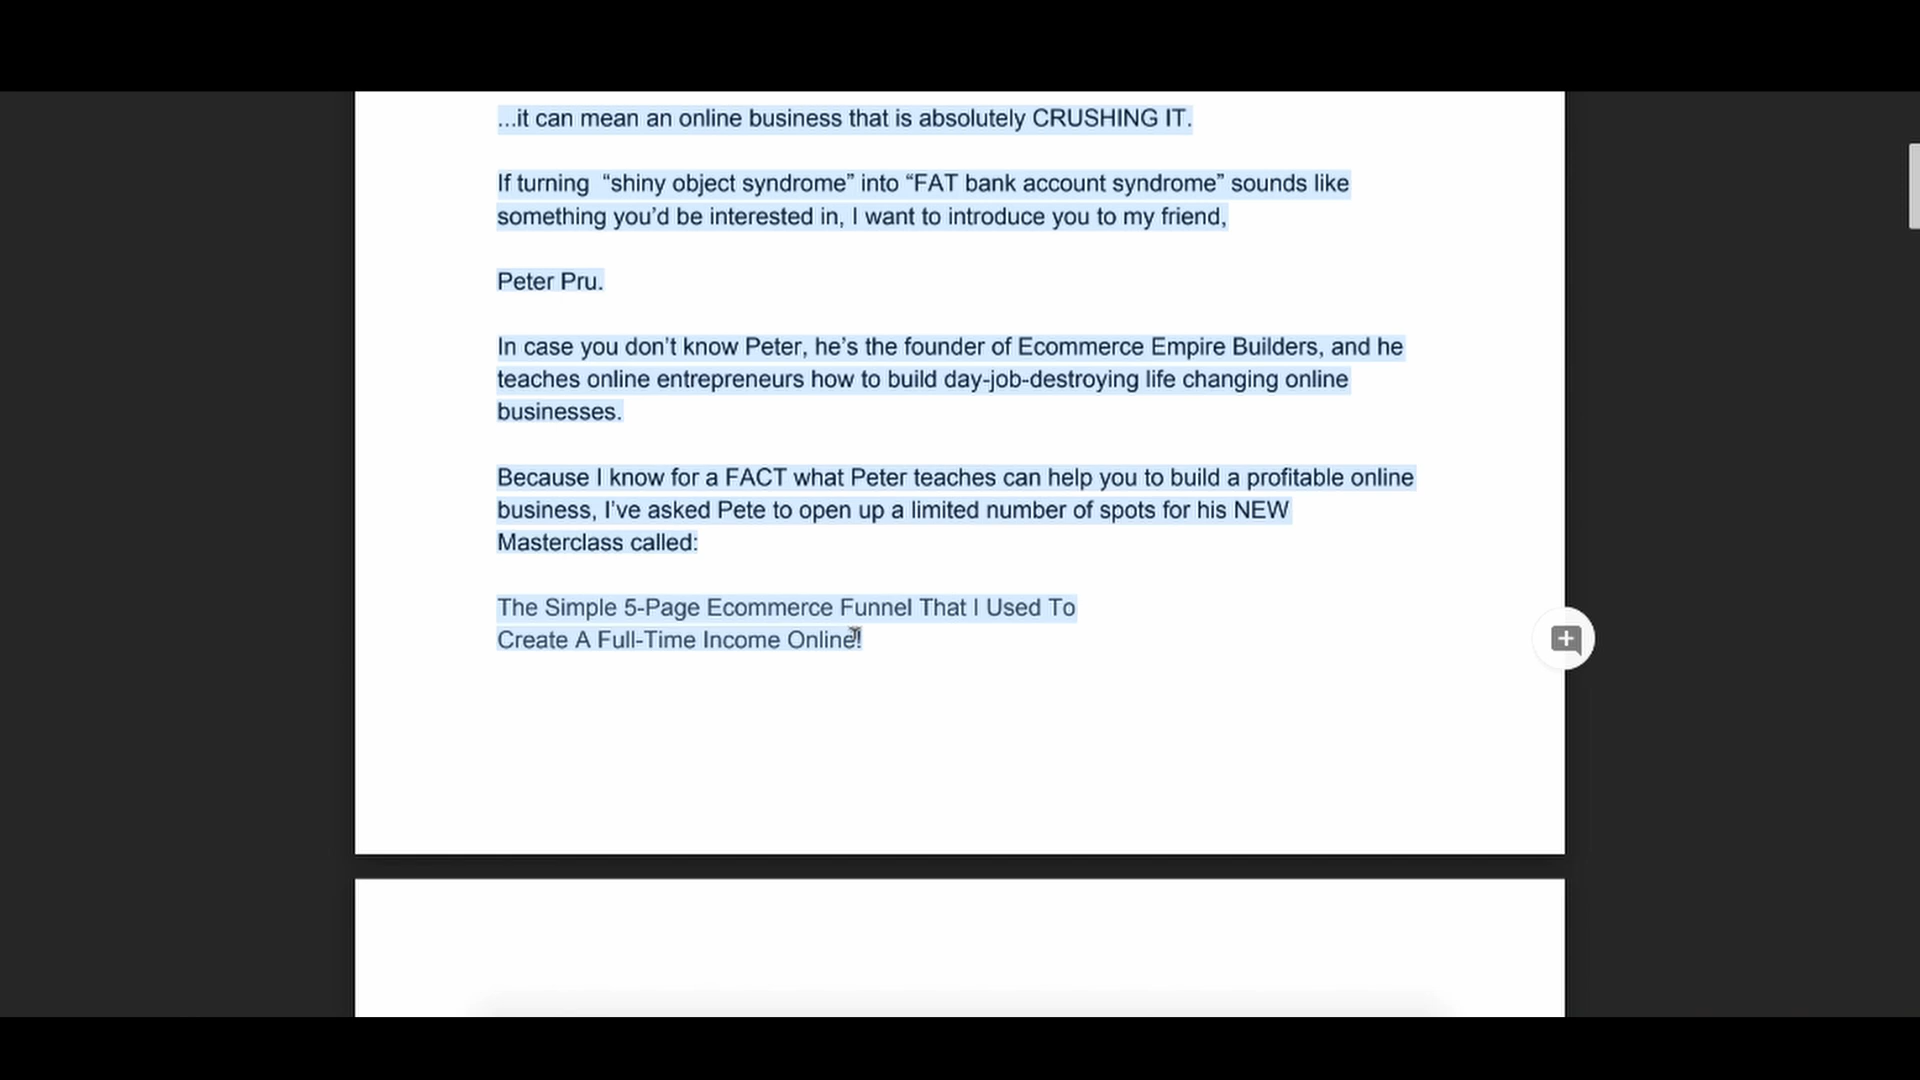 ...it can mean an online business that is absolutely CRUSHING IT.
If turning  “shiny object syndrome” into “FAT bank account syndrome” sounds like
something you’d be interested in, I want to introduce you to my friend,
Peter Pru.
In case you don’t know Peter, he’s the founder of Ecommerce Empire Builders, and he
teaches online entrepreneurs how to build day-job-destroying life changing online
businesses.
Because I know for a FACT what Peter teaches can help you to build a profitable online
business, I’ve asked Pete to open up a limited number of spots for his NEW
Masterclass called:
The Simple 5-Page Ecommerce Funnel That I Used To
Create A Full-Time Income Online!